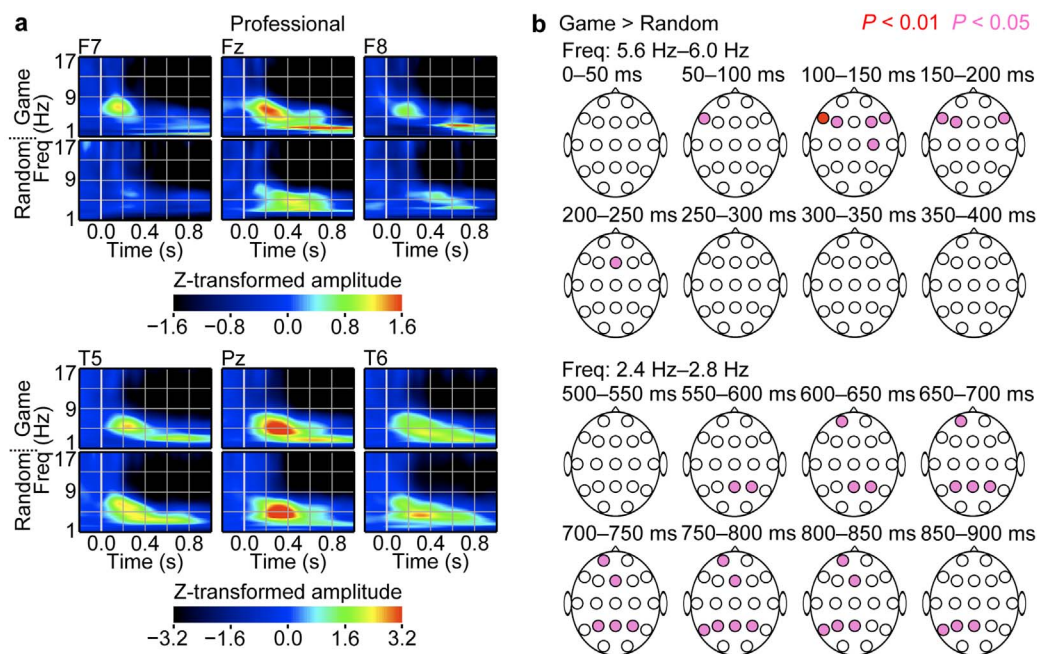 a Professional
F7 Fz F8
17
9
1
17
9
1
Game
Random
Freq (Hz)
0.0 0.4 0.8 0.0 0.4 0.8 0.0 0.4 0.8
Time (s) Time (s) Time (s)
Z-transformed amplitude
−1.6 −0.8 0.0 0.8 1.6
T5 Pz T6
17
9
1
17
9
1
Game
Random
Freq (Hz)
0.0 0.4 0.8 0.0 0.4 0.8 0.0 0.4 0.8
Time (s) Time (s) Time (s)
Z-transformed amplitude
−3.2 −1.6 0.0 1.6 3.2
b Game > Random P < 0.01 P < 0.05
Freq: 5.6 Hz–6.0 Hz
0–50 ms 50–100 ms 100–150 ms 150–200 ms
200–250 ms 250–300 ms 300–350 ms 350–400 ms
Freq: 2.4 Hz–2.8 Hz
500–550 ms 550–600 ms 600–650 ms 650–700 ms
700–750 ms 750–800 ms 800–850 ms 850–900 ms